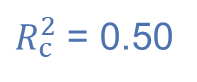 $R_c^2 = 0.50$